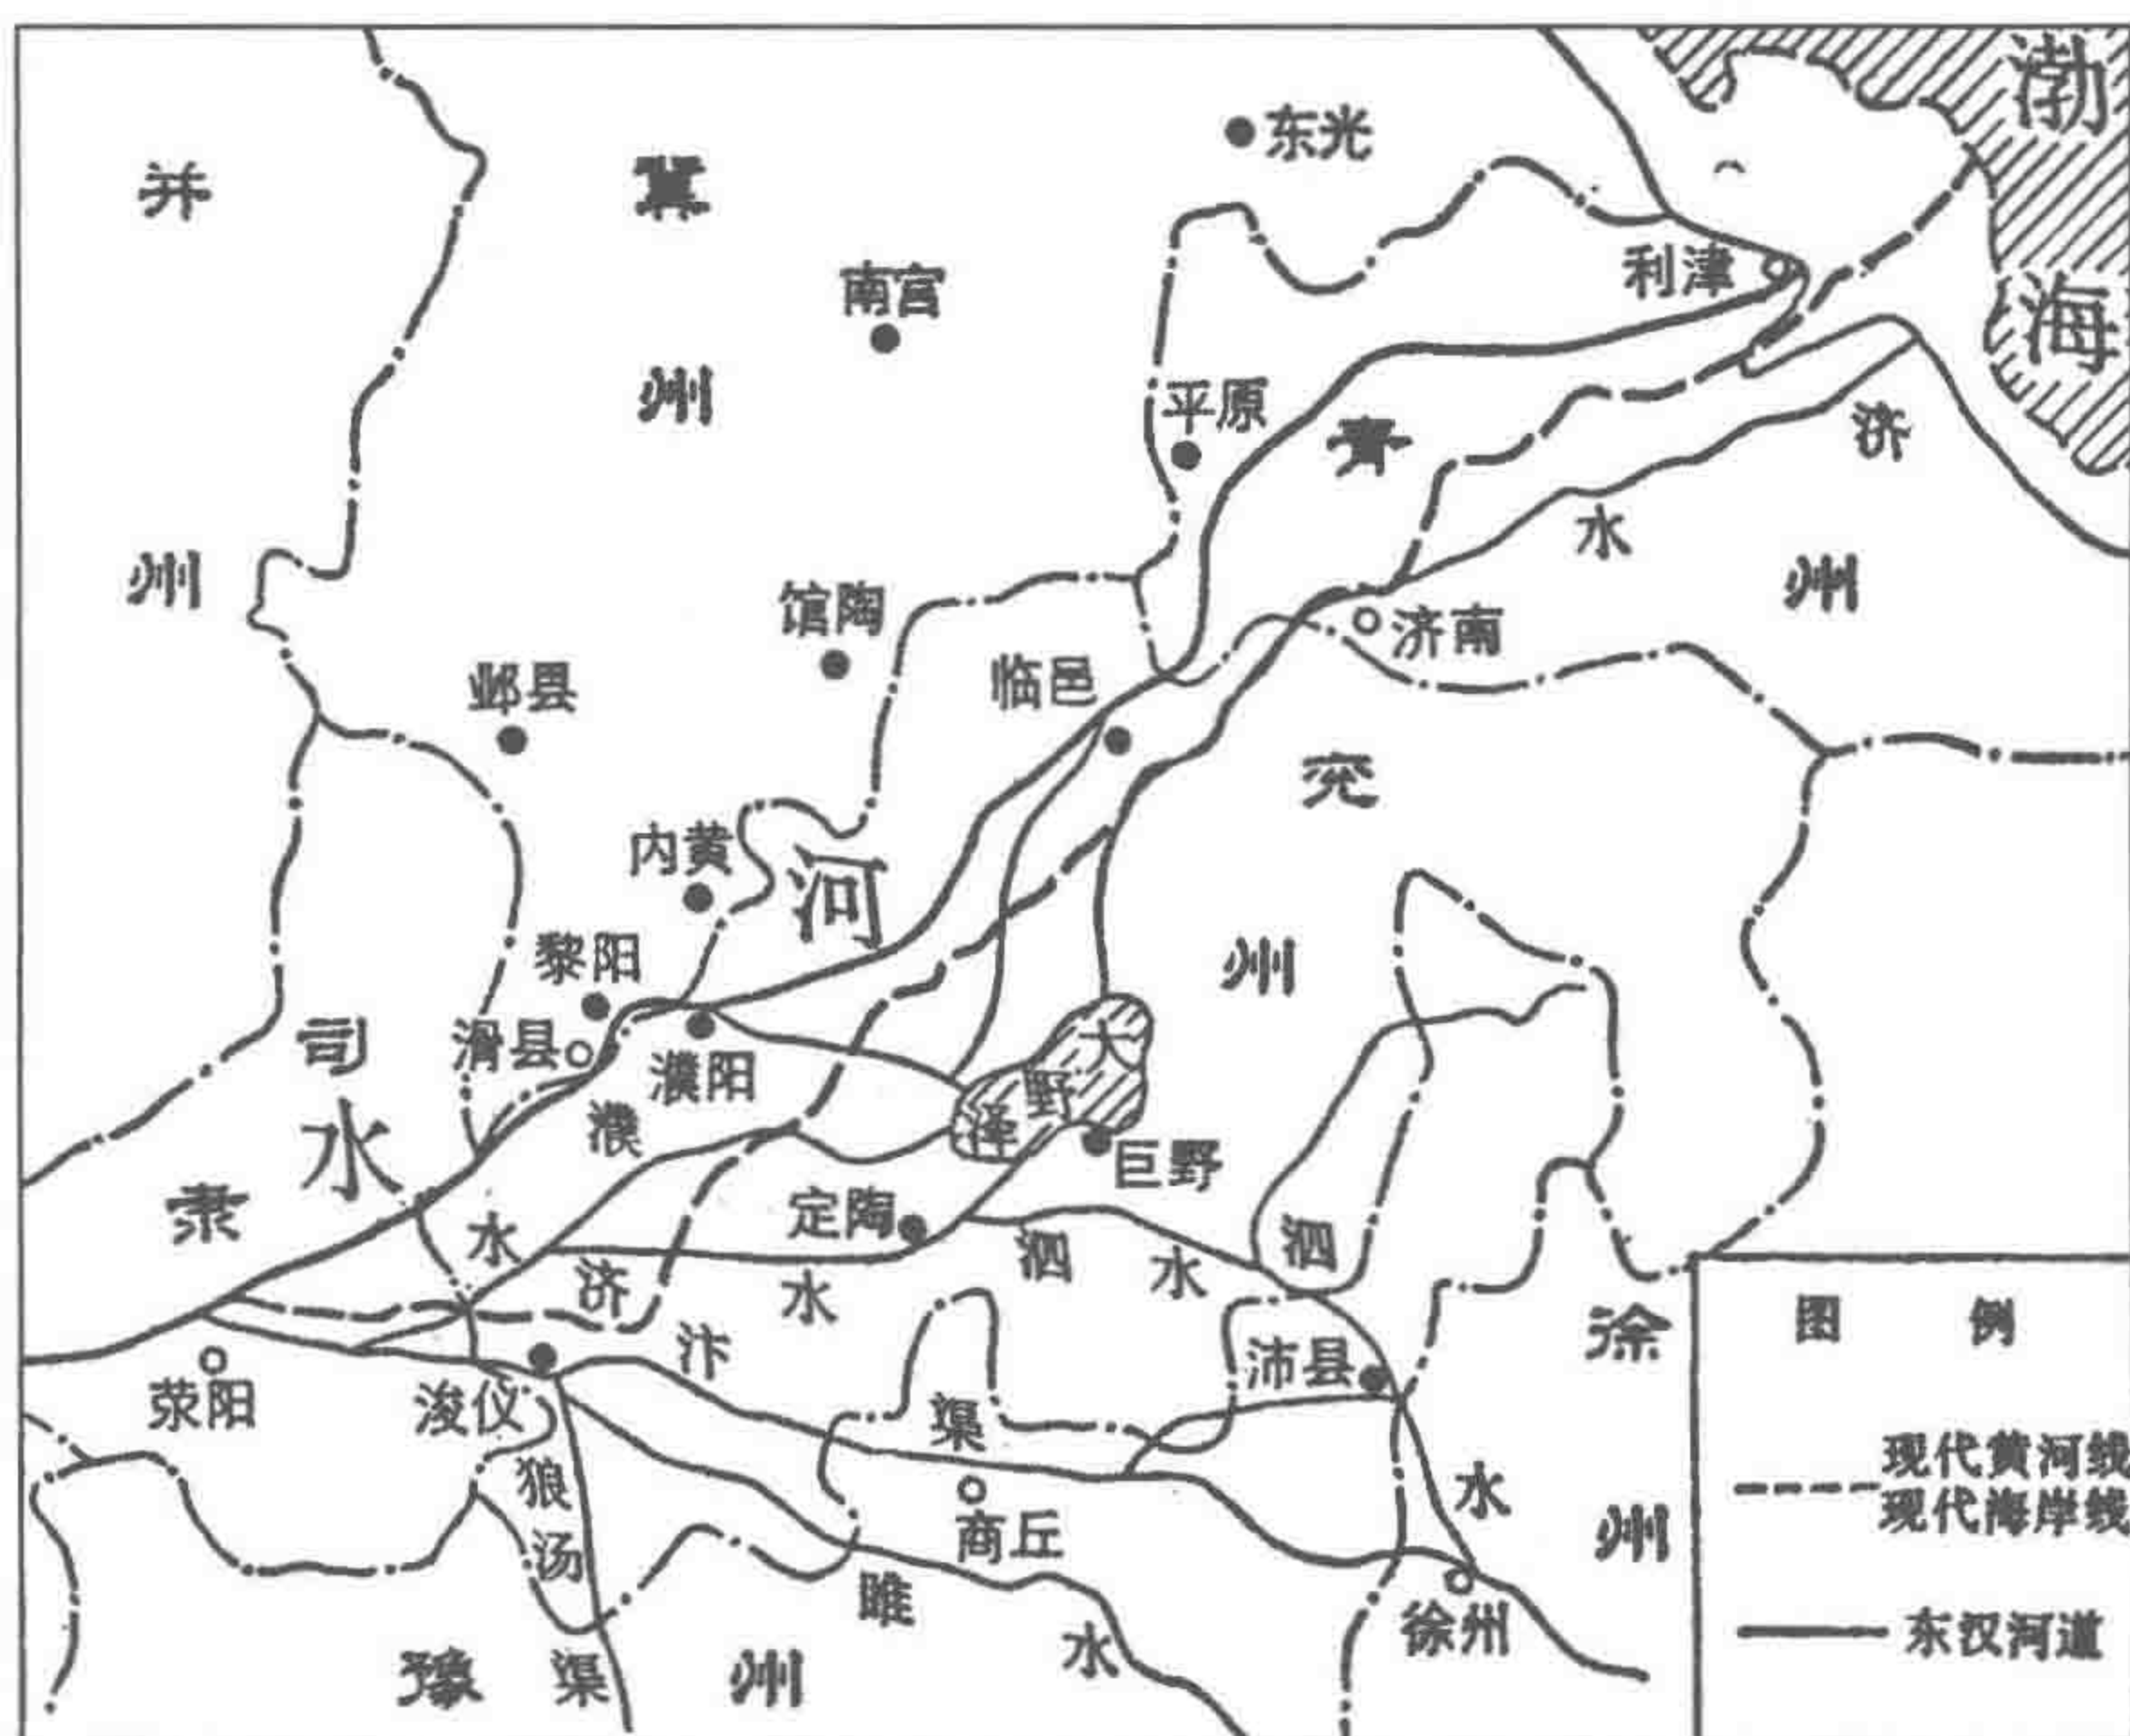 渤海
东光
并州
冀州
南宫
利津
平原
青州
济水
馆陶
济南
邺县
临邑
兖州
内黄
河水
黎阳
滑县
濮阳
司隶
濮水
大野泽
巨野
定陶
济水
泗水
泗水
汴渠
沛县
徐州
荥阳
浚仪
狼汤渠
商丘
睢水
徐州
豫州
图例
现代黄河线
现代海岸线
东汉河道